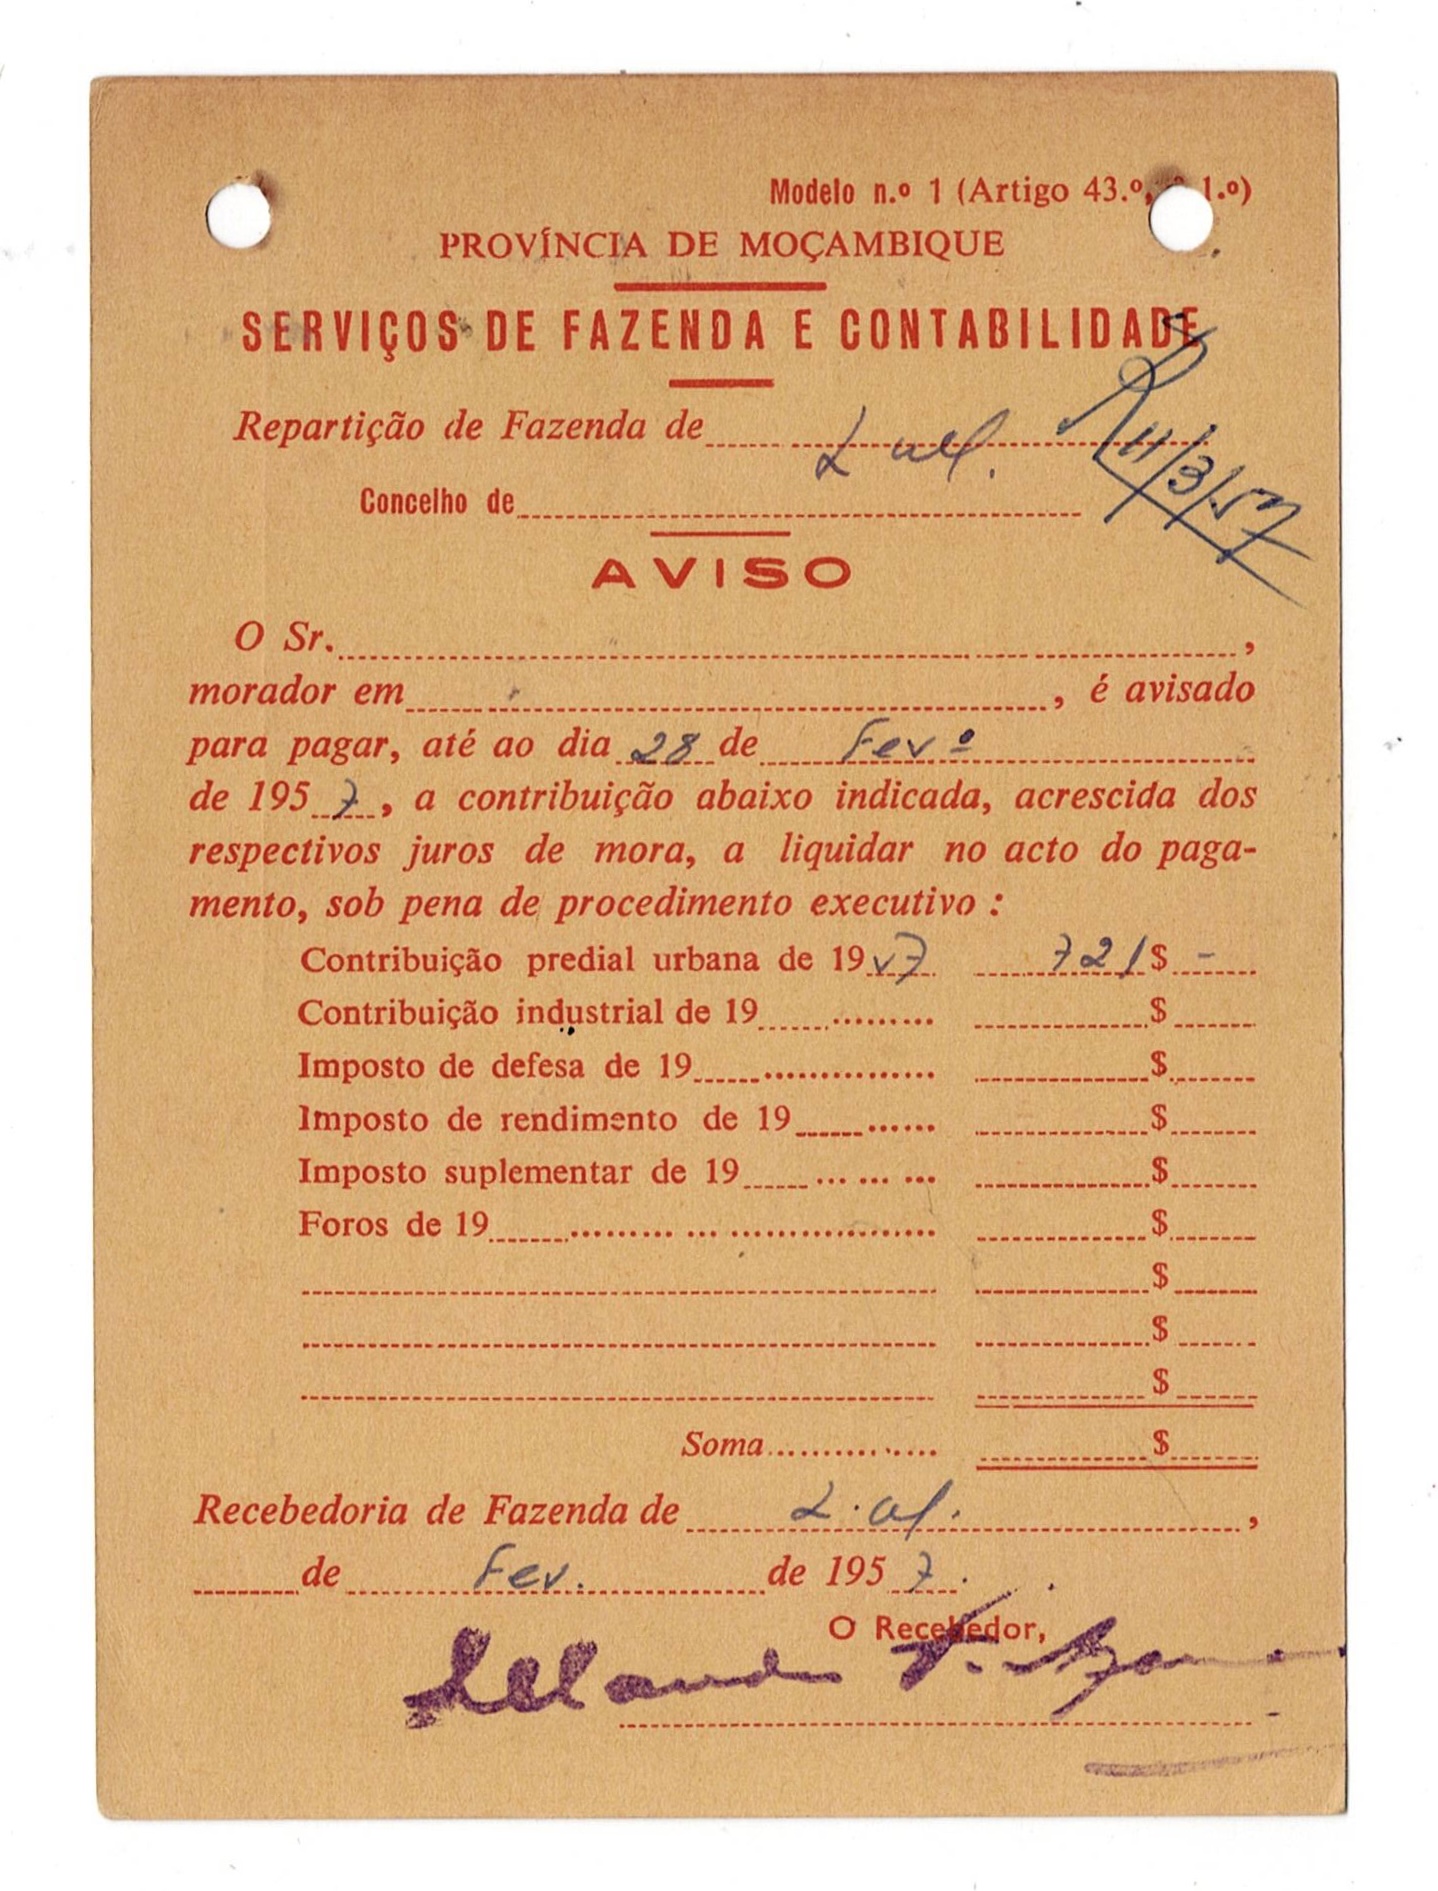 Modelo n.º 1 (Artigo 43.º, 1.º)
PROVÍNCIA DE MOÇAMBIQUE
SERVIÇOS DE FAZENDA E CONTABILIDADE
Repartição de Fazenda de
11/3/57
Concelho de
AVISO
O Sr. ,
morador em , é avisado
para pagar, até ao dia 28 de Fevº
de 1957, a contribuição abaixo indicada, acrescida dos
respectivos juros de mora, a liquidar no acto do paga-
mento, sob pena de procedimento executivo :
Contribuição predial urbana de 19 721$ -
Contribuição industrial de 19 $
Imposto de defesa de 19 $
Imposto de rendimento de 19 $
Imposto suplementar de 19 $
Foros de 19 $
$
$
$
Soma $
Recebedoria de Fazenda de ,
de Fev. de 1957.
O Recebedor,